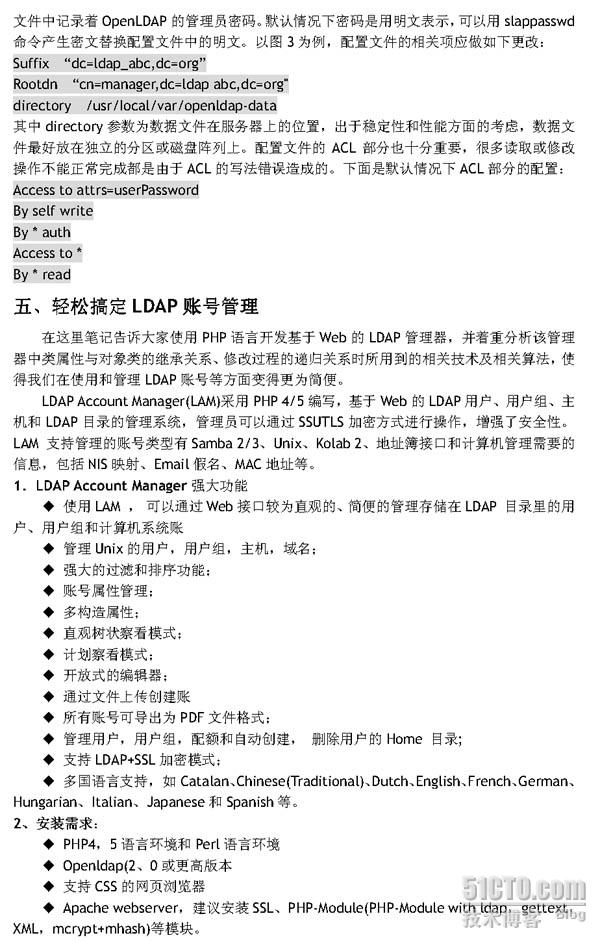 文件中记录着 OpenLDAP 的管理员密码。默认情况下密码是用明文表示,可以用 slappasswd
命令产生密文替换配置文件中的明文。以图 3 为例,配置文件的相关项应做如下更改:
Suffix “dc=ldap_abc,dc=org”
Rootdn “cn=manager,dc=ldap abc,dc=org"
directory /usr/local/var/openldap-data
其中 directory 参数为数据文件在服务器上的位置,出于稳定性和性能方面的考虑,数据文
件最好放在独立的分区或磁盘阵列上。配置文件的 ACL 部分也十分重要,很多读取或修改
操作不能正常完成都是由于 ACL 的写法错误造成的。下面是默认情况下 ACL 部分的配置:
Access to attrs=userPassword
By self write
By * auth
Access to *
By * read
五、轻松搞定 LDAP 账号管理
在这里笔记告诉大家使用 PHP 语言开发基于 Web 的 LDAP 管理器,并着重分析该管理
器中类属性与对象类的继承关系、修改过程的递归关系时所用到的相关技术及相关算法,使
得我们在使用和管理 LDAP 账号等方面变得更为简便。
LDAP Account Manager(LAM)采用 PHP 4/5 编写,基于 Web 的 LDAP 用户、用户组、主
机和 LDAP 目录的管理系统,管理员可以通过 SSUTLS 加密方式进行操作,增强了安全性。
LAM 支持管理的账号类型有 Samba 2/3、Unix、Kolab 2、地址簿接口和计算机管理需要的
信息,包括 NIS 映射、Email 假名、MAC 地址等。
1. LDAP Account Manager 强大功能
◆ 使用 LAM , 可以通过 Web 接口较为直观的、简便的管理存储在 LDAP 目录里的用
户、用户组和计算机系统账
◆ 管理 Unix 的用户,用户组,主机,域名;
◆ 强大的过滤和排序功能;
◆ 账号属性管理;
◆ 多构造属性;
◆ 直观树状察看模式;
◆ 计划察看模式;
◆ 开放式的编辑器;
◆ 通过文件上传创建账
◆ 所有账号可导出为 PDF 文件格式;
◆ 管理用户,用户组,配额和自动创建, 删除用户的 Home 目录;
◆ 支持 LDAP+SSL 加密模式;
◆ 多国语言支持,如 Catalan、Chinese(Traditional)、Dutch、English、French、German、
Hungarian、Italian、Japanese 和 Spanish 等。
2、安装需求:
◆ PHP4,5 语言环境和 Perl 语言环境
◆ Openldap(2、0 或更高版本
◆ 支持 CSS 的网页浏览器
◆ Apache webserver,建议安装 SSL、PHP-Module(PHP-Module with ldap、gettext,
XML,mcrypt+mhash)等模块。
51CTO.com
技术博客 Blog